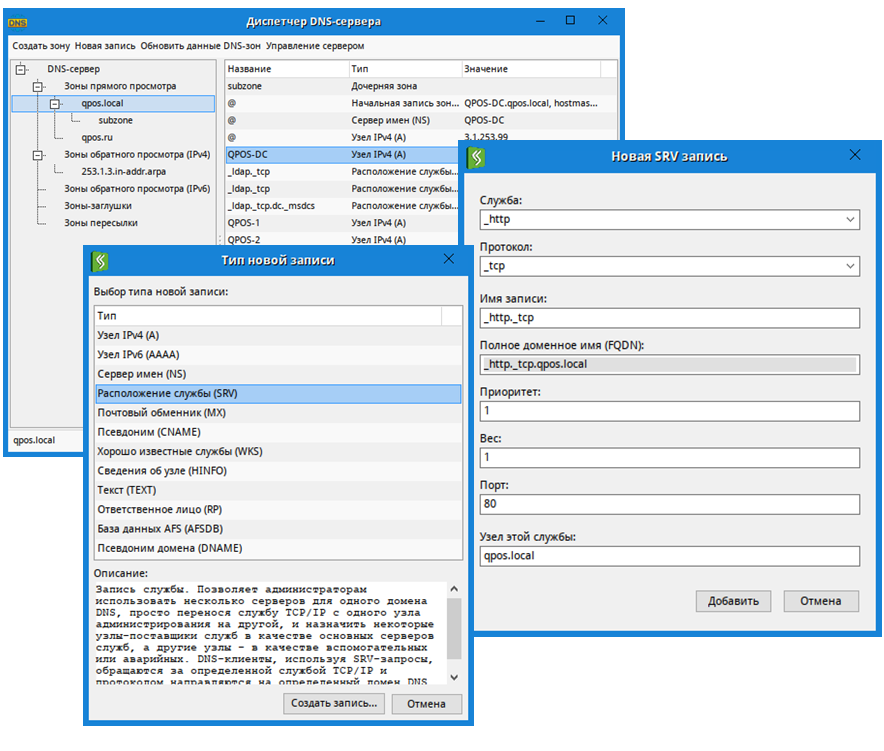 DNS
Диспетчер DNS-сервера
Создать зону Новая запись Обновить данные DNS-зон Управление сервером
DNS-сервер
Зоны прямого просмотра
qpos.local
subzone
qpos.ru
Зоны обратного просмотра (IPv4)
253.1.3.in-addr.arpa
Зоны обратного просмотра (IPv6)
Зоны-заглушки
Зоны пересылки
qpos.local
Название Тип Значение
subzone Дочерняя зона
@ Начальная запись зон... QPOS-DC.qpos.local, hostmas...
@ Сервер имен (NS) QPOS-DC
@ Узел IPv4 (A) 3.1.253.99
QPOS-DC Узел IPv4 (A)
_ldap._tcp Расположение службы...
_ldap._tcp Расположение службы...
_ldap._tcp.dc._msdcs Расположение службы...
QPOS-1 Узел IPv4 (A)
QPOS-2 Узел IPv4 (A)
Тип новой записи
Выбор типа новой записи:
Тип
Узел IPv4 (A)
Узел IPv6 (AAAA)
Сервер имен (NS)
Расположение службы (SRV)
Почтовый обменник (MX)
Псевдоним (CNAME)
Хорошо известные службы (WKS)
Сведения об узле (HINFO)
Текст (TEXT)
Ответственное лицо (RP)
База данных AFS (AFSDB)
Псевдоним домена (DNAME)
Описание:
Запись службы. Позволяет администраторам
использовать несколько серверов для одного домена
DNS, просто перенося службу TCP/IP с одного узла
администрирования на другой, и назначить некоторые
узлы-поставщики служб в качестве основных серверов
служб, а другие узлы - в качестве вспомогательных
или аварийных. DNS-клиенты, используя SRV-запросы,
обращаются за определенной службой TCP/IP и
протоколом направляются на определенный домен DNS
Создать запись... Отмена
Новая SRV запись
Служба:
_http
Протокол:
_tcp
Имя записи:
_http._tcp
Полное доменное имя (FQDN):
_http._tcp.qpos.local
Приоритет:
1
Вес:
1
Порт:
80
Узел этой службы:
qpos.local
Добавить Отмена